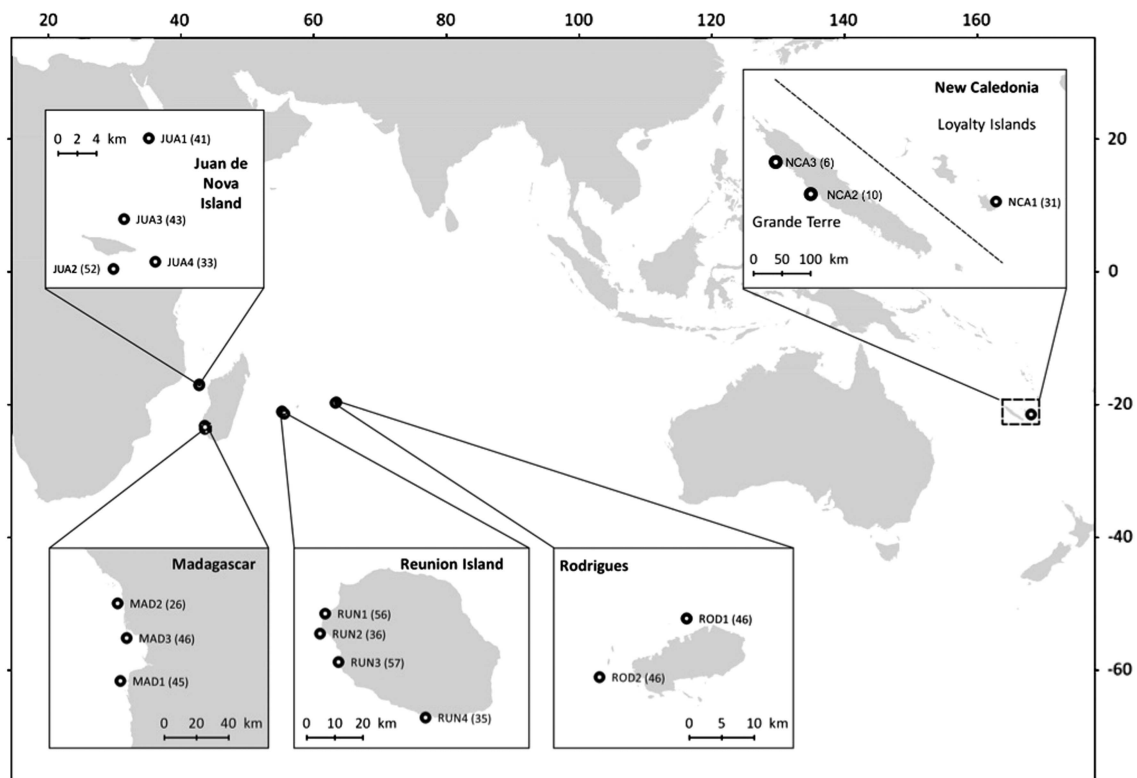 20 40 60 80 100 120 140 160
20
0
-20
-40
-60
0 2 4 km
JUA1 (41)
Juan de
Nova
Island
JUA3 (43)
JUA2 (52)
JUA4 (33)
New Caledonia
Loyalty Islands
NCA3 (6)
NCA2 (10)
NCA1 (31)
Grande Terre
0 50 100 km
Madagascar
MAD2 (26)
MAD3 (46)
MAD1 (45)
0 20 40 km
Reunion Island
RUN1 (56)
RUN2 (36)
RUN3 (57)
RUN4 (35)
0 10 20 km
Rodrigues
ROD1 (46)
ROD2 (46)
0 5 10 km